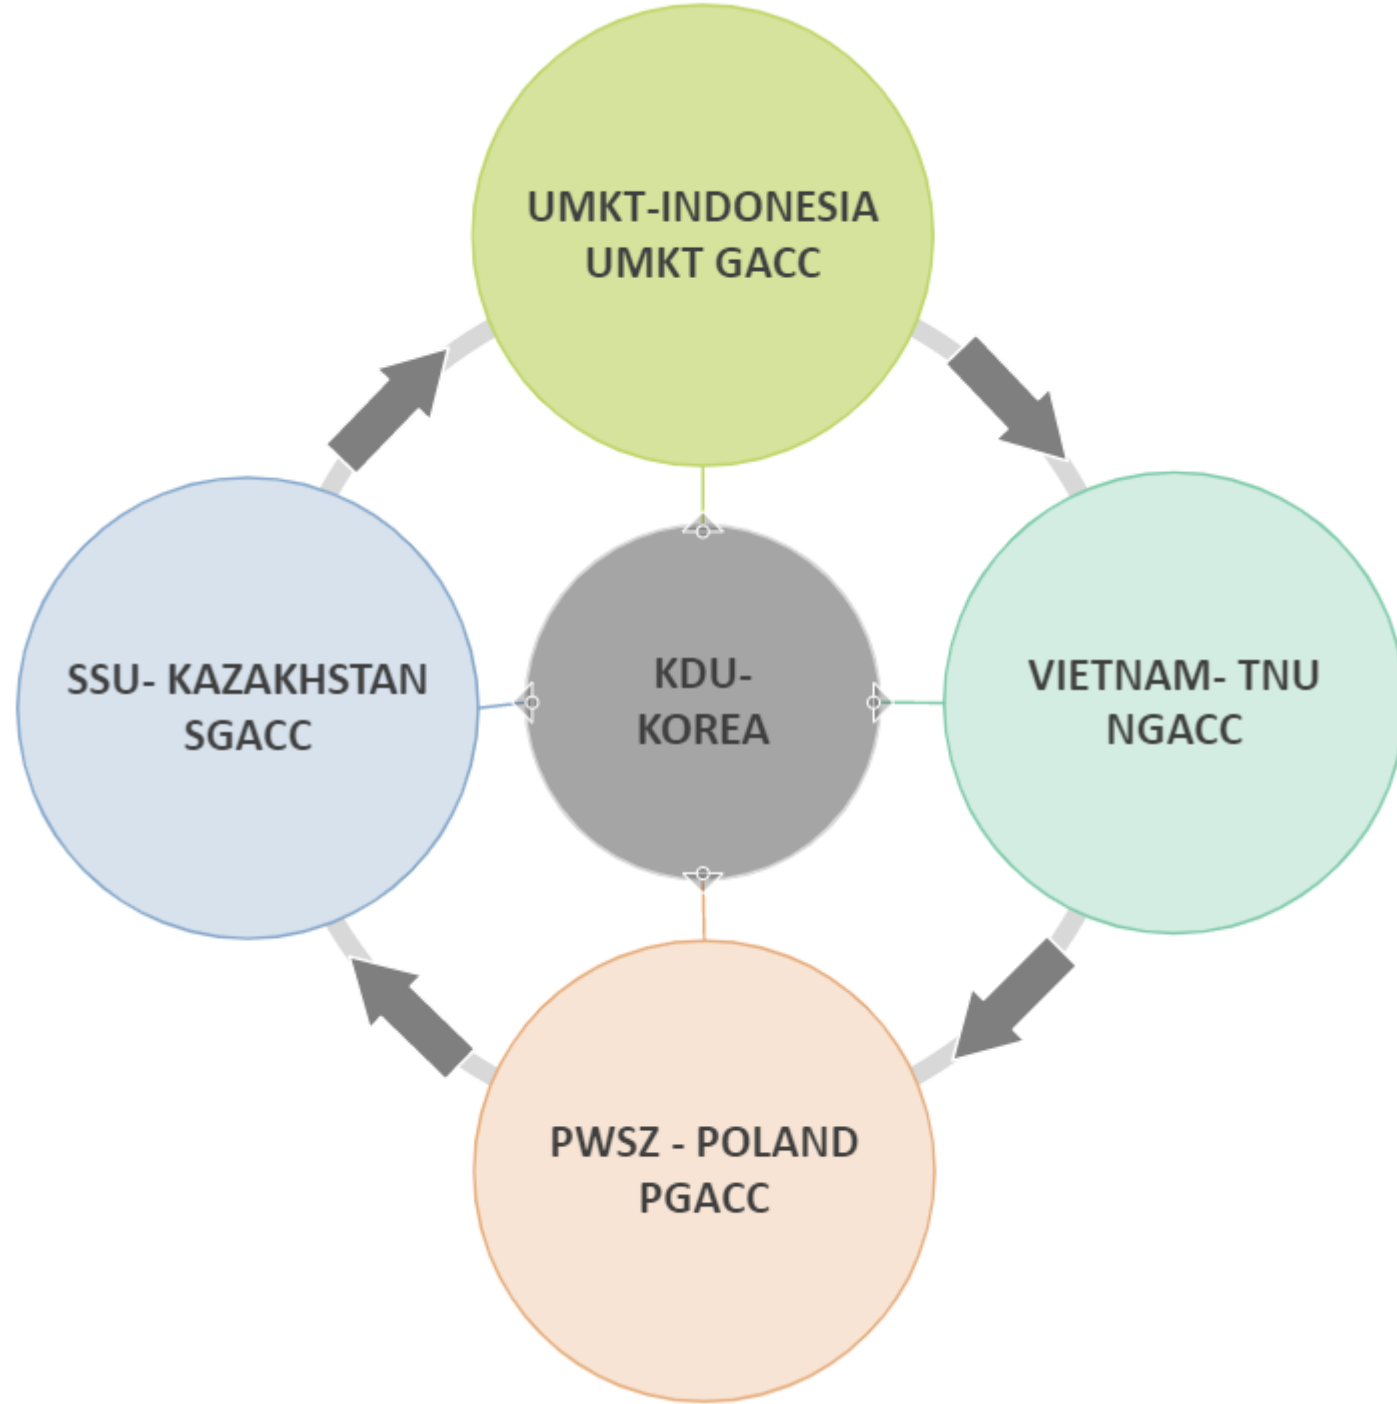 UMKT-INDONESIA
UMKT GACC
SSU- KAZAKHSTAN
SGACC
KDU-
KOREA
VIETNAM- TNU
NGACC
PWSZ - POLAND
PGACC